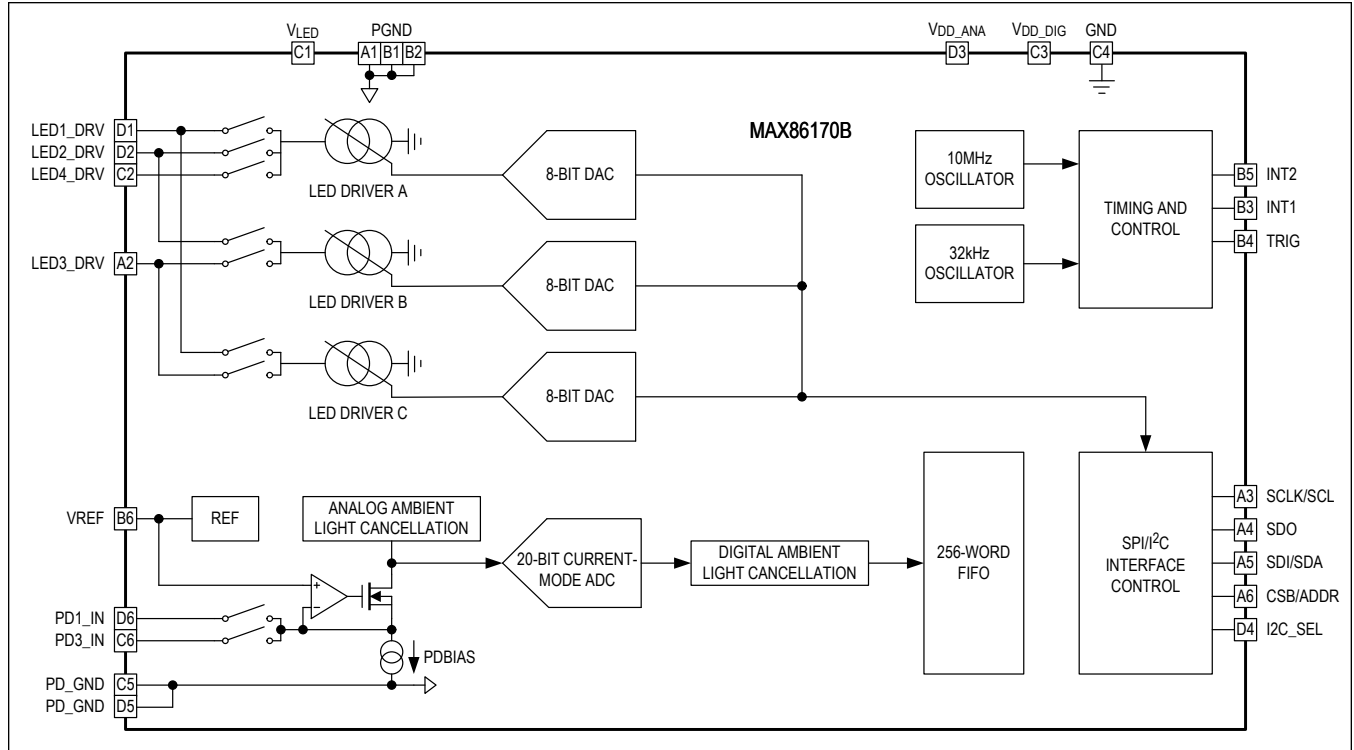 VLED
C1
PGND
A1 B1 B2
VDD_ANA
D3
VDD_DIG
C3
GND
C4
MAX86170B
LED1_DRV D1
LED2_DRV D2
LED4_DRV C2
LED3_DRV A2
LED DRIVER A
8-BIT DAC
LED DRIVER B
8-BIT DAC
LED DRIVER C
8-BIT DAC
10MHz
OSCILLATOR
32kHz
OSCILLATOR
TIMING AND
CONTROL
B5 INT2
B3 INT1
B4 TRIG
VREF B6
REF
ANALOG AMBIENT
LIGHT CANCELLATION
+
−
PD1_IN D6
PD3_IN C6
PDBIAS
PD_GND C5
PD_GND D5
20-BIT CURRENT-
MODE ADC
DIGITAL AMBIENT
LIGHT CANCELLATION
256-WORD
FIFO
SPI/I²C
INTERFACE
CONTROL
A3 SCLK/SCL
A4 SDO
A5 SDI/SDA
A6 CSB/ADDR
D4 I2C_SEL